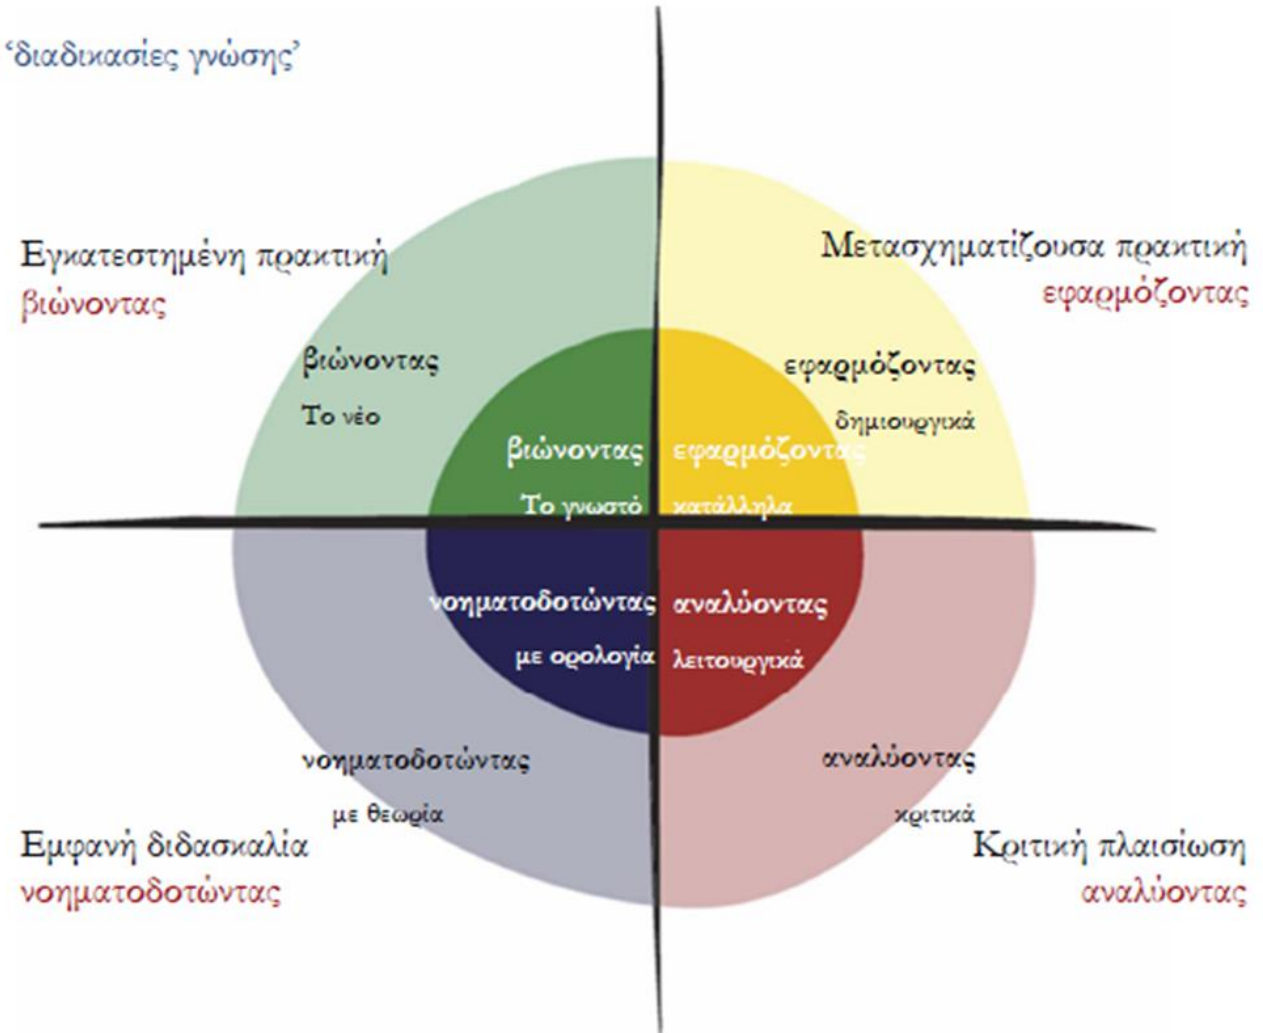 ‘διαδικασίες γνώσης’
Εγκατεστημένη πρακτική
βιώνοντας
Μετασχηματίζουσα πρακτική
εφαρμόζοντας
βιώνοντας
Το νέο
εφαρμόζοντας
δημιουργικά
βιώνοντας
Το γνωστό
εφαρμόζοντας
κατάλληλα
νοηματοδοτώντας
με ορολογία
αναλύοντας
λειτουργικά
νοηματοδοτώντας
με θεωρία
αναλύοντας
κριτικά
Εμφανή διδασκαλία
νοηματοδοτώντας
Κριτική πλαισίωση
αναλύοντας